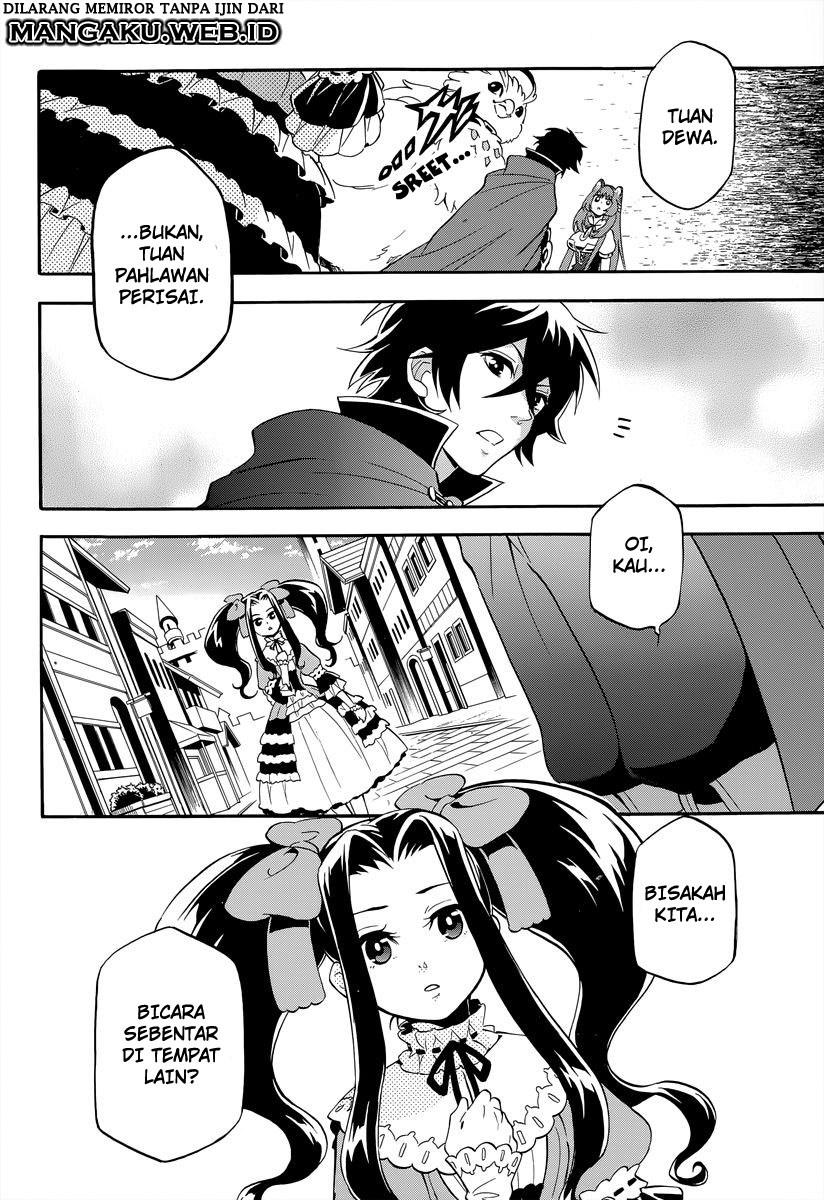 DILARANG MEMIROR TANPA IJIN DARI
MANGAKU.WEB.ID
TUAN
DEWA.
SREET...
...BUKAN,
TUAN
PAHLAWAN
PERISAI.
OI,
KAU...
BISAKAH
KITA...
BICARA
SEBENTAR
DI TEMPAT
LAIN?